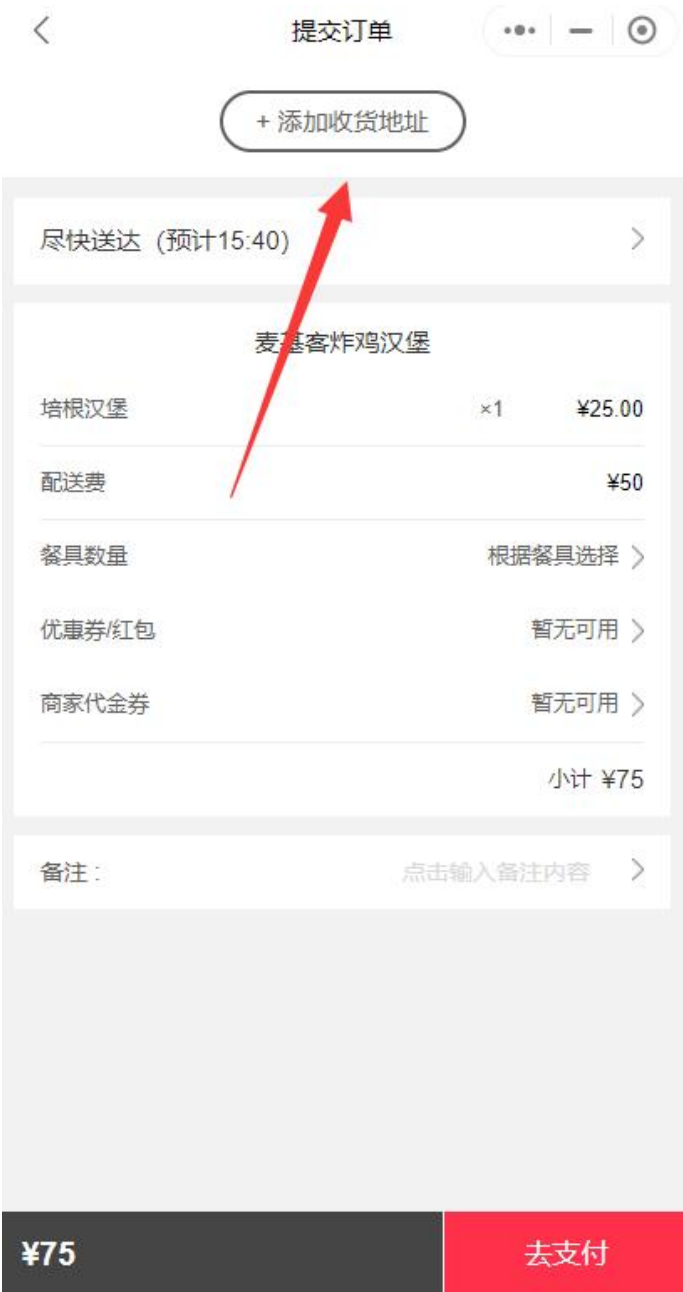 提交订单
+ 添加收货地址
尽快送达 (预计15:40)
麦基客炸鸡汉堡
培根汉堡 ×1 ¥25.00
配送费 ¥50
餐具数量 根据餐具选择
优惠券/红包 暂无可用
商家代金券 暂无可用
小计 ¥75
备注 : 点击输入备注内容
¥75 去支付